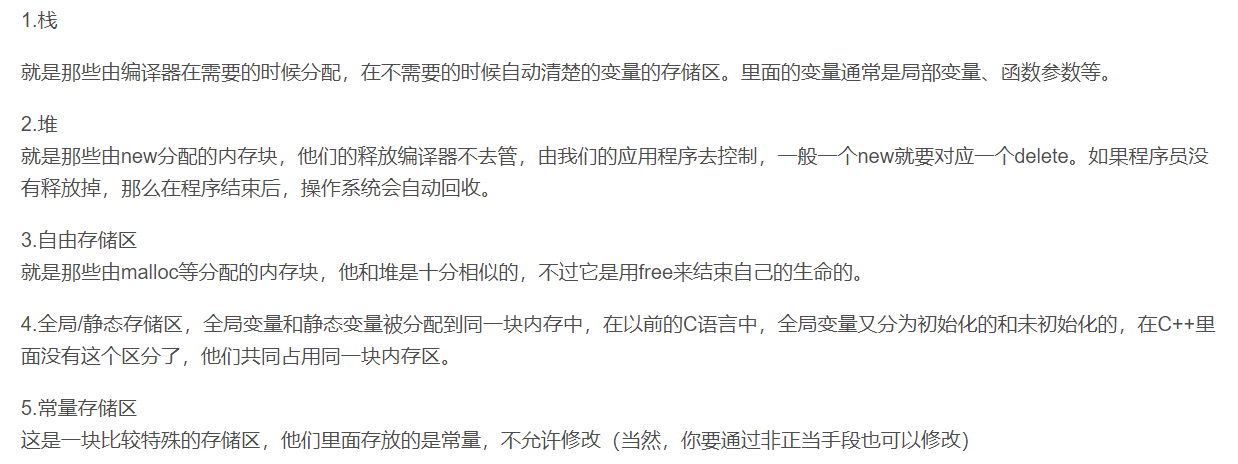 1.栈
就是那些由编译器在需要的时候分配，在不需要的时候自动清楚的变量的存储区。里面的变量通常是局部变量、函数参数等。
2.堆
就是那些由new分配的内存块，他们的释放编译器不去管，由我们的应用程序去控制，一般一个new就要对应一个delete。如果程序员没
有释放掉，那么在程序结束后，操作系统会自动回收。
3.自由存储区
就是那些由malloc等分配的内存块，他和堆是十分相似的，不过它是用free来结束自己的生命的。
4.全局/静态存储区，全局变量和静态变量被分配到同一块内存中，在以前的C语言中，全局变量又分为初始化的和未初始化的，在C++里
面没有这个区分了，他们共同占用同一块内存区。
5.常量存储区
这是一块比较特殊的存储区，他们里面存放的是常量，不允许修改（当然，你要通过非正当手段也可以修改）